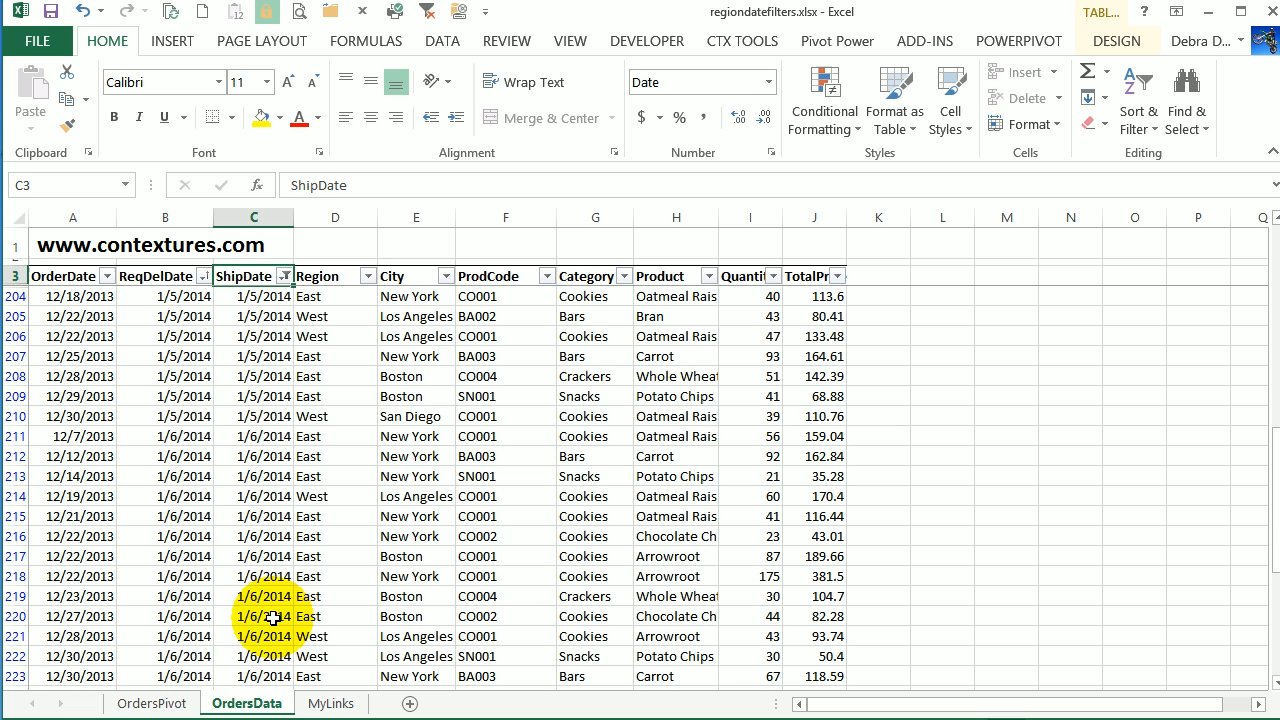 regiondatefilters.xlsx - Excel
TABL...
FILE HOME INSERT PAGE LAYOUT FORMULAS DATA REVIEW VIEW DEVELOPER CTX TOOLS Pivot Power ADD-INS POWERPIVOT DESIGN Debra D...
Calibri 11 Wrap Text Date Insert
Paste Merge & Center Conditional Formatting Format as Table Cell Styles Delete Format Sort & Filter Find & Select
Clipboard Font Alignment Number Styles Cells Editing
C3 ShipDate
A B C D E F G H I J K L M N O P Q
1 www.contextures.com
3 OrderDate ReqDelDate ShipDate Region City ProdCode Category Product Quanti TotalPr
204 12/18/2013 1/5/2014 1/5/2014 East New York CO001 Cookies Oatmeal Rais 40 113.6
205 12/22/2013 1/5/2014 1/5/2014 West Los Angeles BA002 Bars Bran 43 80.41
206 12/22/2013 1/5/2014 1/5/2014 West Los Angeles CO001 Cookies Oatmeal Rais 47 133.48
207 12/25/2013 1/5/2014 1/5/2014 East New York BA003 Bars Carrot 93 164.61
208 12/28/2013 1/5/2014 1/5/2014 East Boston CO004 Crackers Whole Wheat 51 142.39
209 12/29/2013 1/5/2014 1/5/2014 East Boston SN001 Snacks Potato Chips 41 68.88
210 12/30/2013 1/5/2014 1/5/2014 West San Diego CO001 Cookies Oatmeal Rais 39 110.76
211 12/7/2013 1/6/2014 1/6/2014 East New York CO001 Cookies Oatmeal Rais 56 159.04
212 12/12/2013 1/6/2014 1/6/2014 East New York BA003 Bars Carrot 92 162.84
213 12/14/2013 1/6/2014 1/6/2014 East New York SN001 Snacks Potato Chips 21 35.28
214 12/19/2013 1/6/2014 1/6/2014 West Los Angeles CO001 Cookies Oatmeal Rais 60 170.4
215 12/21/2013 1/6/2014 1/6/2014 East New York CO001 Cookies Oatmeal Rais 41 116.44
216 12/22/2013 1/6/2014 1/6/2014 East New York CO002 Cookies Chocolate Ch 23 43.01
217 12/22/2013 1/6/2014 1/6/2014 East Boston CO001 Cookies Arrowroot 87 189.66
218 12/22/2013 1/6/2014 1/6/2014 East New York CO001 Cookies Arrowroot 175 381.5
219 12/23/2013 1/6/2014 1/6/2014 East Boston CO004 Crackers Whole Wheat 30 104.7
220 12/27/2013 1/6/2014 1/6/2014 East Boston CO002 Cookies Chocolate Ch 44 82.28
221 12/28/2013 1/6/2014 1/6/2014 West Los Angeles CO001 Cookies Arrowroot 43 93.74
222 12/30/2013 1/6/2014 1/6/2014 West Los Angeles SN001 Snacks Potato Chips 30 50.4
223 12/30/2013 1/6/2014 1/6/2014 East New York BA003 Bars Carrot 67 118.59
OrdersPivot OrdersData MyLinks